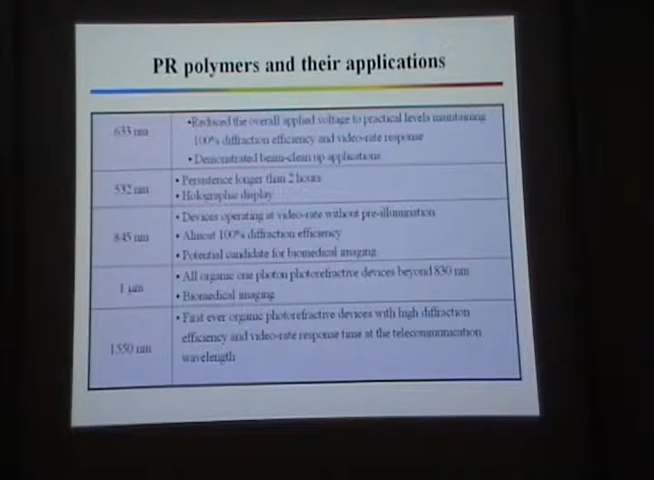 PR polymers and their applications
633 nm
•Reduced the overall applied voltage to practical levels maintaining
100% diffraction efficiency and video-rate response
• Demonstrated beam-clean up applications
532 nm
• Persistence longer than 2 hours
• Holographic display
845 nm
• Devices operating at video-rate without pre-illumination
• Almost 100% diffraction efficiency
• Potential candidate for biomedical imaging
1 μm
• All organic one photon photorefractive devices beyond 830 nm
• Biomedical imaging
1550 nm
• Fast ever organic photorefractive devices with high diffraction
efficiency and video-rate response time at the telecommunication
wavelength